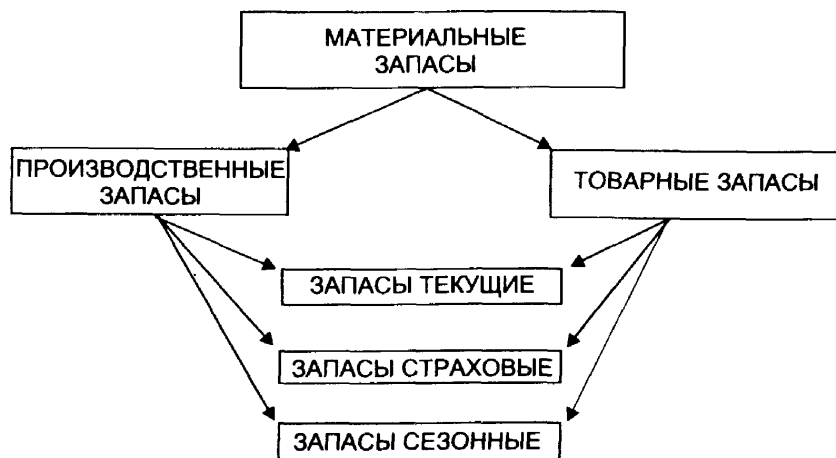 МАТЕРИАЛЬНЫЕ
ЗАПАСЫ
ПРОИЗВОДСТВЕННЫЕ
ЗАПАСЫ
ТОВАРНЫЕ ЗАПАСЫ
ЗАПАСЫ ТЕКУЩИЕ
ЗАПАСЫ СТРАХОВЫЕ
ЗАПАСЫ СЕЗОННЫЕ